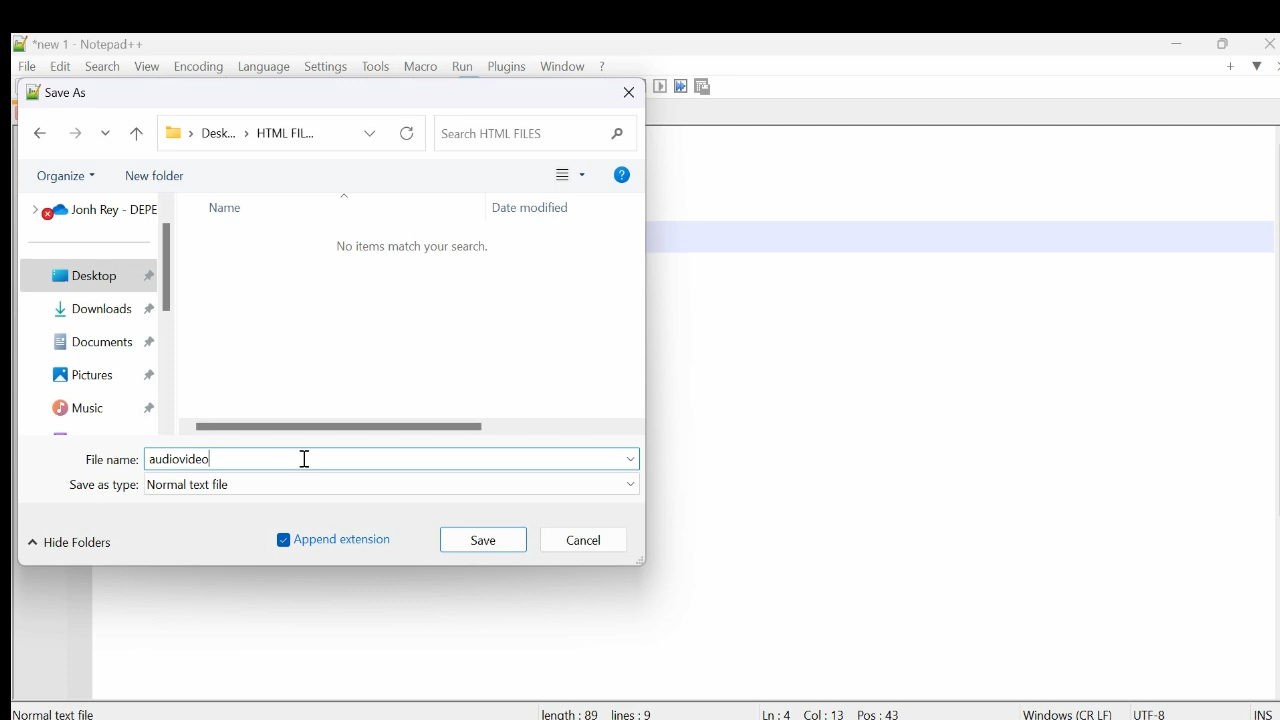 *new 1 - Notepad++
File Edit Search View Encoding Language Settings Tools Macro Run Plugins Window ?
Save As
Desk... > HTML FIL...
Search HTML FILES
Organize
New folder
Jonh Rey - DEPE
Name
Date modified
No items match your search.
Desktop
Downloads
Documents
Pictures
Music
File name: audiovideo
Save as type: Normal text file
Hide Folders
Append extension
Save
Cancel
Normal text file
length : 89 lines : 9
Ln : 4 Col : 13 Pos : 43
Windows (CR LF)
UTF-8
INS